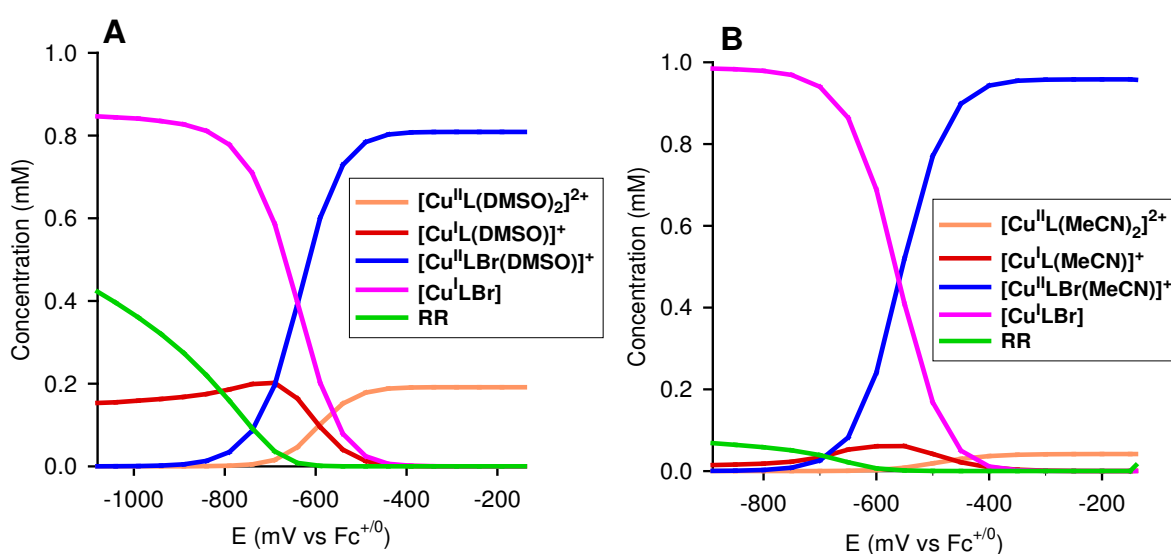 A
1.0
0.8
0.6
0.4
0.2
0.0
Concentration (mM)
-1000
-800
-600
-400
-200
E (mV vs Fc⁺ᐟ⁰)
[CuᴵᴵL(DMSO)₂]²⁺
[CuᴵL(DMSO)]⁺
[CuᴵᴵLBr(DMSO)]⁺
[CuᴵLBr]
RR
B
1.0
0.8
0.6
0.4
0.2
0.0
Concentration (mM)
-800
-600
-400
-200
E (mV vs Fc⁺ᐟ⁰)
[CuᴵᴵL(MeCN)₂]²⁺
[CuᴵL(MeCN)]⁺
[CuᴵᴵLBr(MeCN)]⁺
[CuᴵLBr]
RR